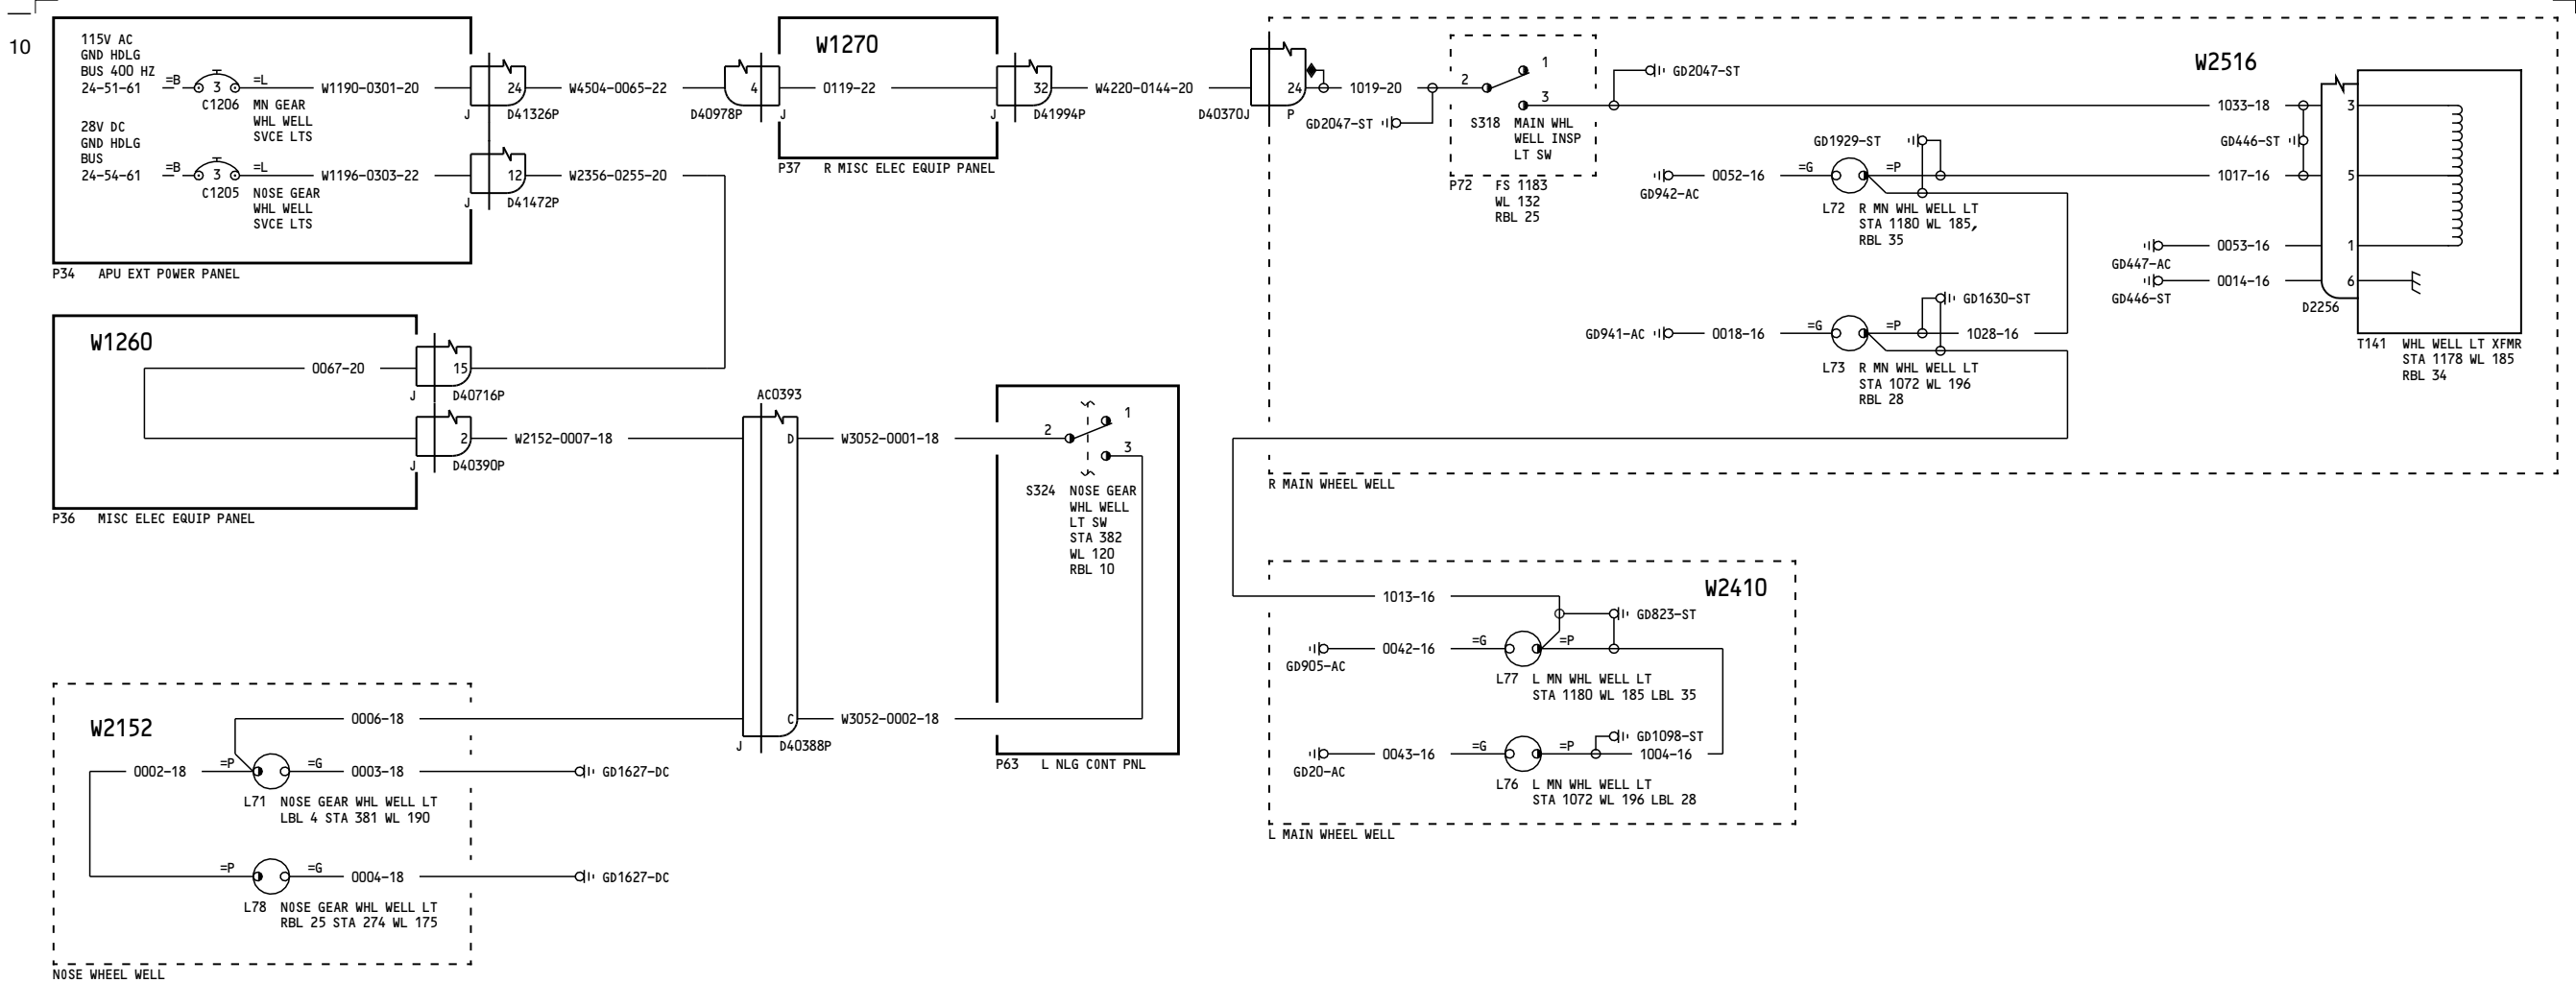 10
115V AC
GND HDLG
BUS 400 HZ
24-51-61
=B
3
=L
C1206
MN GEAR
WHL WELL
SVCE LTS
W1190-0301-20
J
24
D41326P
28V DC
GND HDLG
BUS
24-54-61
=B
3
=L
C1205
NOSE GEAR
WHL WELL
SVCE LTS
W1196-0303-22
J
12
D41472P
P34 APU EXT POWER PANEL
W4504-0065-22
W2356-0255-20
4
D40978P
J
W1270
0119-22
P37 R MISC ELEC EQUIP PANEL
J
32
D41994P
W4220-0144-20
D40370J
24
P
1019-20
GD2047-ST
2
1
3
S318 MAIN WHL
WELL INSP
LT SW
P72 FS 1183
WL 132
RBL 25
GD2047-ST
W2516
1033-18
3
GD446-ST
GD1929-ST
GD942-AC
0052-16
=G
=P
1017-16
5
L72 R MN WHL WELL LT
STA 1180 WL 185,
RBL 35
GD447-AC
0053-16
1
GD446-ST
0014-16
6
D2256
T141 WHL WELL LT XFMR
STA 1178 WL 185
RBL 34
GD1630-ST
GD941-AC
0018-16
=G
=P
1028-16
L73 R MN WHL WELL LT
STA 1072 WL 196
RBL 28
R MAIN WHEEL WELL
W1260
0067-20
15
J
D40716P
2
J
D40390P
P36 MISC ELEC EQUIP PANEL
W2152-0007-18
AC0393
D
W3052-0001-18
2
1
3
S324 NOSE GEAR
WHL WELL
LT SW
STA 382
WL 120
RBL 10
C
J
D40388P
W3052-0002-18
P63 L NLG CONT PNL
W2410
1013-16
GD823-ST
GD905-AC
0042-16
=G
=P
L77 L MN WHL WELL LT
STA 1180 WL 185 LBL 35
GD1098-ST
GD20-AC
0043-16
=G
=P
1004-16
L76 L MN WHL WELL LT
STA 1072 WL 196 LBL 28
L MAIN WHEEL WELL
W2152
0006-18
0002-18
=P
=G
0003-18
GD1627-DC
L71 NOSE GEAR WHL WELL LT
LBL 4 STA 381 WL 190
=P
=G
0004-18
GD1627-DC
L78 NOSE GEAR WHL WELL LT
RBL 25 STA 274 WL 175
NOSE WHEEL WELL